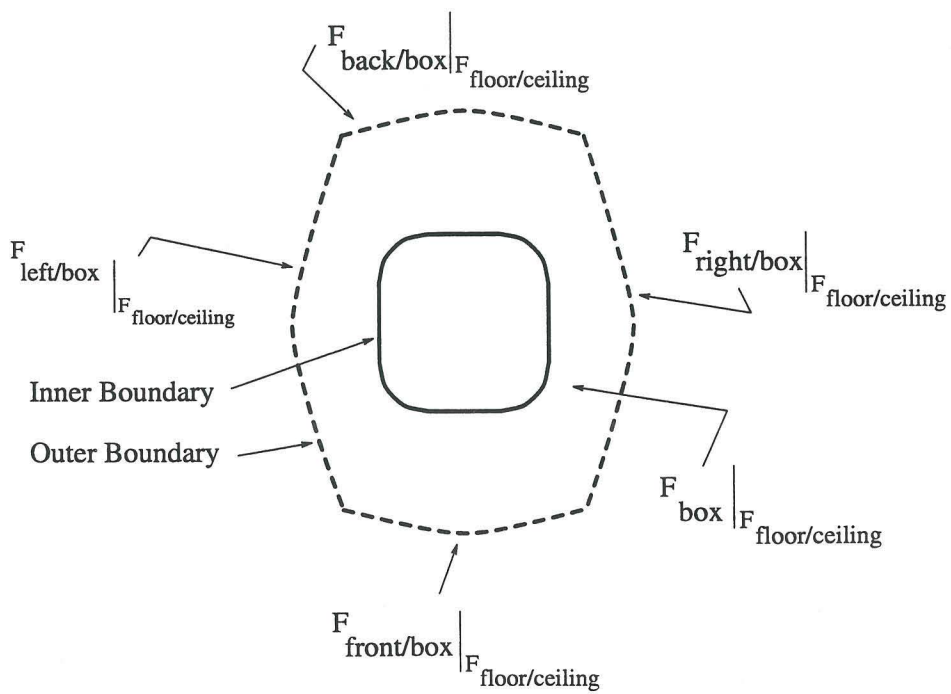 F
back/box|F
floor/ceiling
F
left/box
|F
floor/ceiling
F
right/box|F
floor/ceiling
Inner Boundary
Outer Boundary
F
box |F
floor/ceiling
F
front/box|F
floor/ceiling